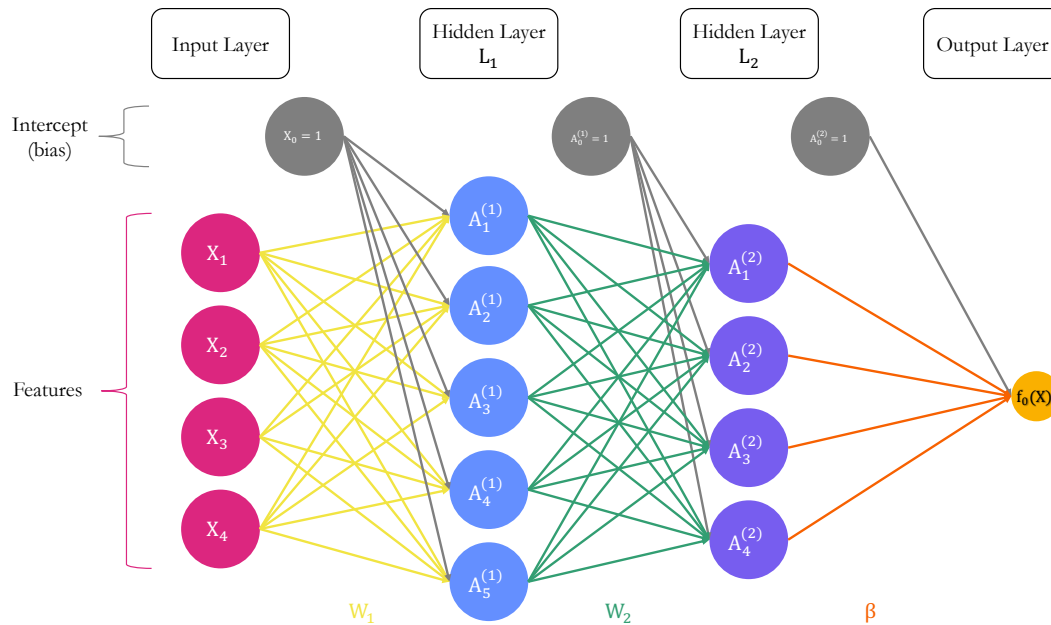 Input Layer
Hidden Layer
L₁
Hidden Layer
L₂
Output Layer
Intercept
(bias)
X₀ = 1
A₀⁽¹⁾ = 1
A₀⁽²⁾ = 1
Features
X₁
X₂
X₃
X₄
A₁⁽¹⁾
A₂⁽¹⁾
A₃⁽¹⁾
A₄⁽¹⁾
A₅⁽¹⁾
A₁⁽²⁾
A₂⁽²⁾
A₃⁽²⁾
A₄⁽²⁾
f₀(X)
W₁
W₂
β